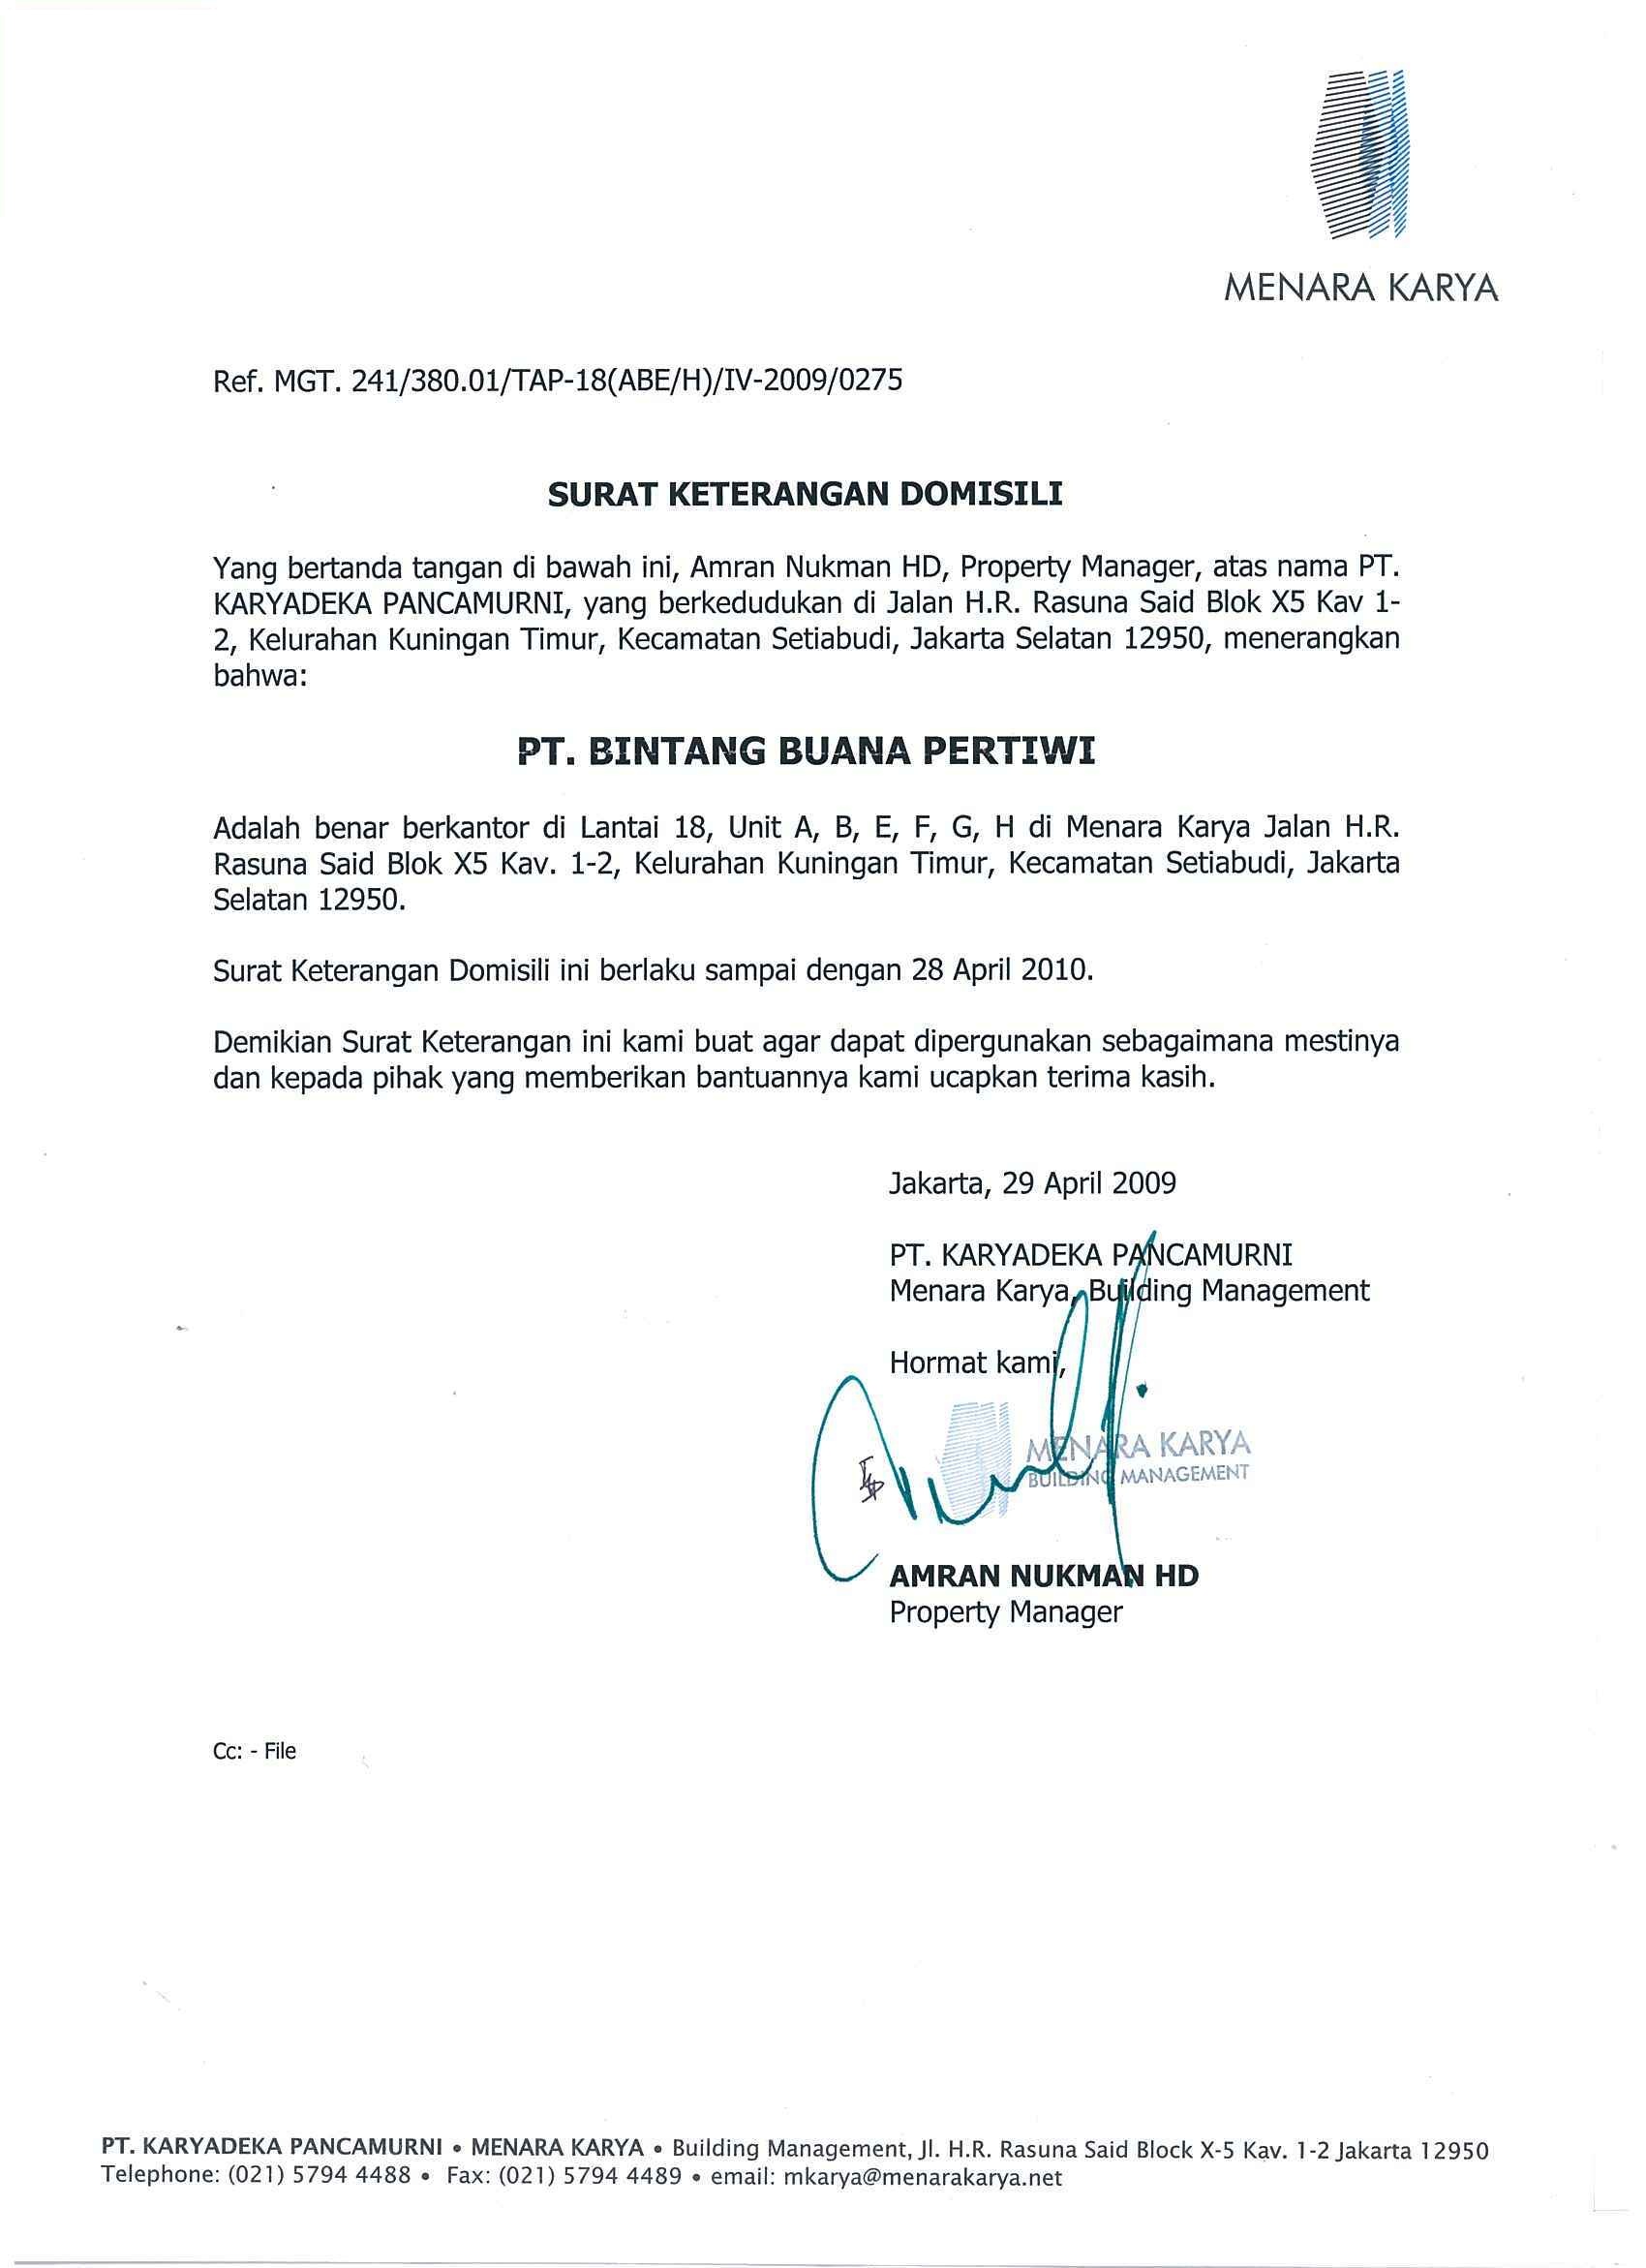 MENARA KARYA
Ref. MGT. 241/380.01/TAP-18(ABE/H)/IV-2009/0275
SURAT KETERANGAN DOMISILI
Yang bertanda tangan di bawah ini, Amran Nukman HD, Property Manager, atas nama PT.
KARYADEKA PANCAMURNI, yang berkedudukan di Jalan H.R. Rasuna Said Blok X5 Kav 1-
2, Kelurahan Kuningan Timur, Kecamatan Setiabudi, Jakarta Selatan 12950, menerangkan
bahwa:
PT. BINTANG BUANA PERTIWI
Adalah benar berkantor di Lantai 18, Unit A, B, E, F, G, H di Menara Karya Jalan H.R.
Rasuna Said Blok X5 Kav. 1-2, Kelurahan Kuningan Timur, Kecamatan Setiabudi, Jakarta
Selatan 12950.
Surat Keterangan Domisili ini berlaku sampai dengan 28 April 2010.
Demikian Surat Keterangan ini kami buat agar dapat dipergunakan sebagaimana mestinya
dan kepada pihak yang memberikan bantuannya kami ucapkan terima kasih.
Jakarta, 29 April 2009
PT. KARYADEKA PANCAMURNI
Menara Karya, Building Management
Hormat kami,
MENARA KARYA
BUILDING MANAGEMENT
AMRAN NUKMAN HD
Property Manager
Cc: - File
PT. KARYADEKA PANCAMURNI • MENARA KARYA • Building Management, Jl. H.R. Rasuna Said Block X-5 Kav. 1-2 Jakarta 12950
Telephone: (021) 5794 4488 • Fax: (021) 5794 4489 • email: mkarya@menarakarya.net